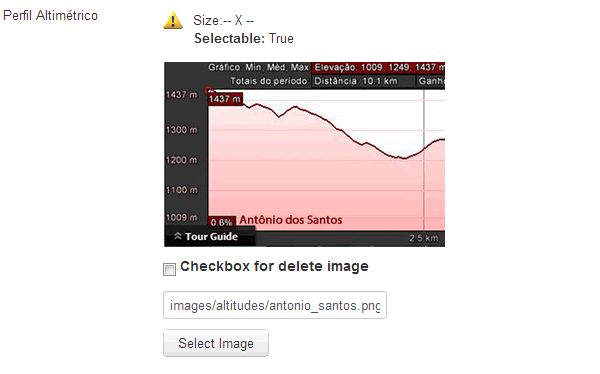 Perfil Altimétrico
Size:-- X --
Selectable: True
Gráfico: Min, Méd, Max Elevação: 1009, 1249, 1437 m
Totais do período: Distância: 10.1 km Ganho
1437 m
1437 m
1300 m
1200 m
1100 m
1009 m
0.6% Antônio dos Santos
Tour Guide
2.5 km
Checkbox for delete image
images/altitudes/antonio_santos.png
Select Image